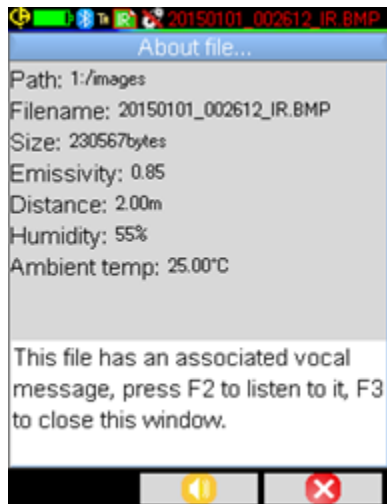 20150101_002612_IR.BMP
About file...
Path: 1:/images
Filename: 20150101_002612_IR.BMP
Size: 230567bytes
Emissivity: 0.85
Distance: 2.00m
Humidity: 55%
Ambient temp: 25.00°C
This file has an associated vocal
message, press F2 to listen to it, F3
to close this window.